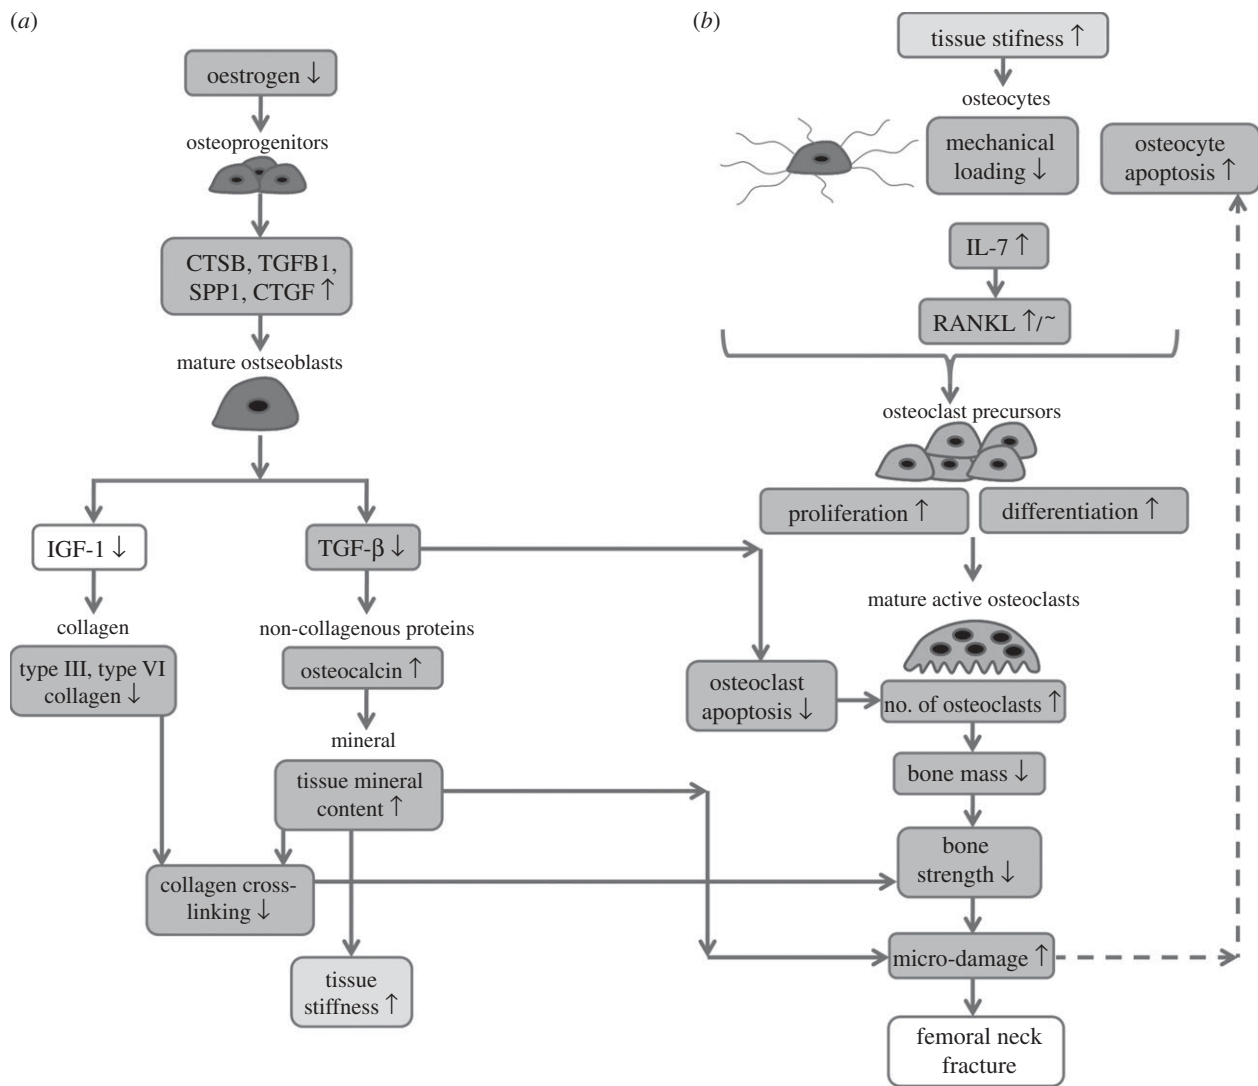 (a)
oestrogen ↓
osteoprogenitors
CTSB, TGFB1,
SPP1, CTGF ↑
mature ostseoblasts
IGF-1 ↓
TGF-β ↓
collagen
type III, type VI
collagen ↓
non-collagenous proteins
osteocalcin ↑
mineral
tissue mineral
content ↑
collagen cross-
linking ↓
tissue
stiffness ↑
(b)
tissue stifness ↑
osteocytes
mechanical
loading ↓
osteocyte
apoptosis ↑
IL-7 ↑
RANKL ↑/~
osteoclast precursors
proliferation ↑
differentiation ↑
mature active osteoclasts
osteoclast
apoptosis ↓
no. of osteoclasts ↑
bone mass ↓
bone
strength ↓
micro-damage ↑
femoral neck
fracture